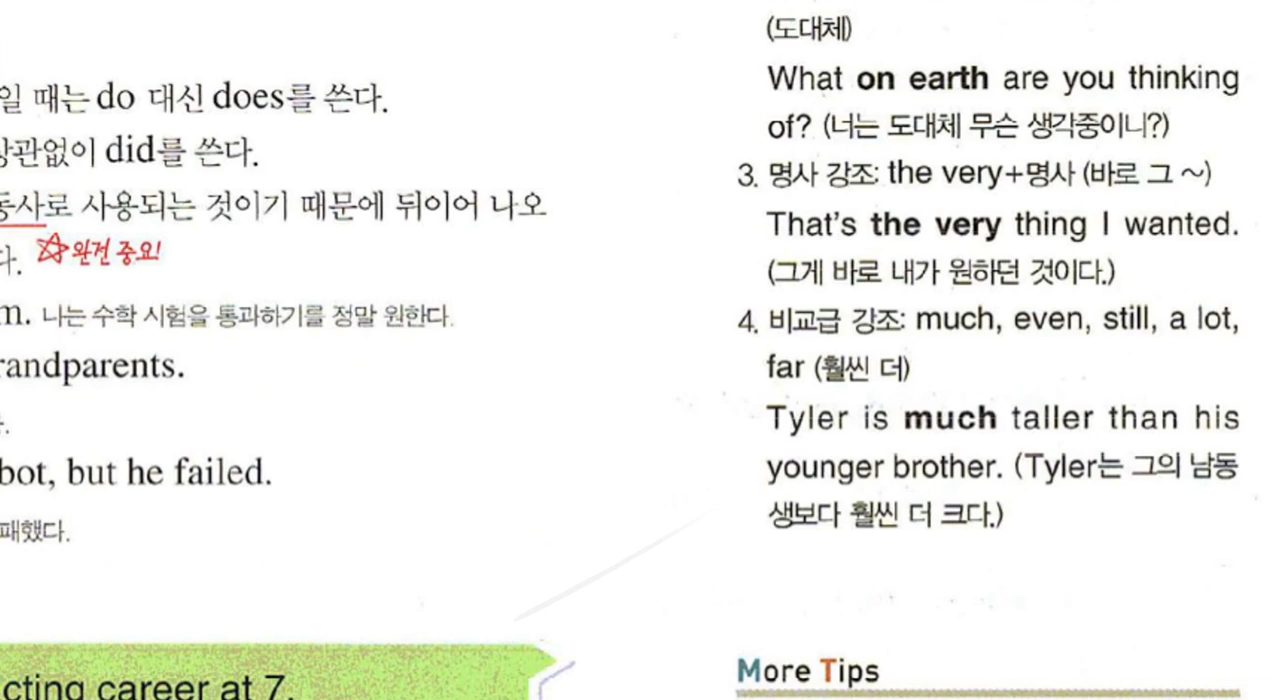 일 때는 do 대신 does를 쓴다.
상관없이 did를 쓴다.
동사로 사용되는 것이기 때문에 뒤이어 나오
다. ☆완전 중요!
m. 나는 수학 시험을 통과하기를 정말 원한다.
randparents.
bot, but he failed.
패했다.
cting career at 7.
(도대체)
What on earth are you thinking
of? (너는 도대체 무슨 생각중이니?)
3. 명사 강조: the very+명사 (바로 그 ~)
That's the very thing I wanted.
(그게 바로 내가 원하던 것이다.)
4. 비교급 강조: much, even, still, a lot,
far (훨씬 더)
Tyler is much taller than his
younger brother. (Tyler는 그의 남동
생보다 훨씬 더 크다.)
More Tips